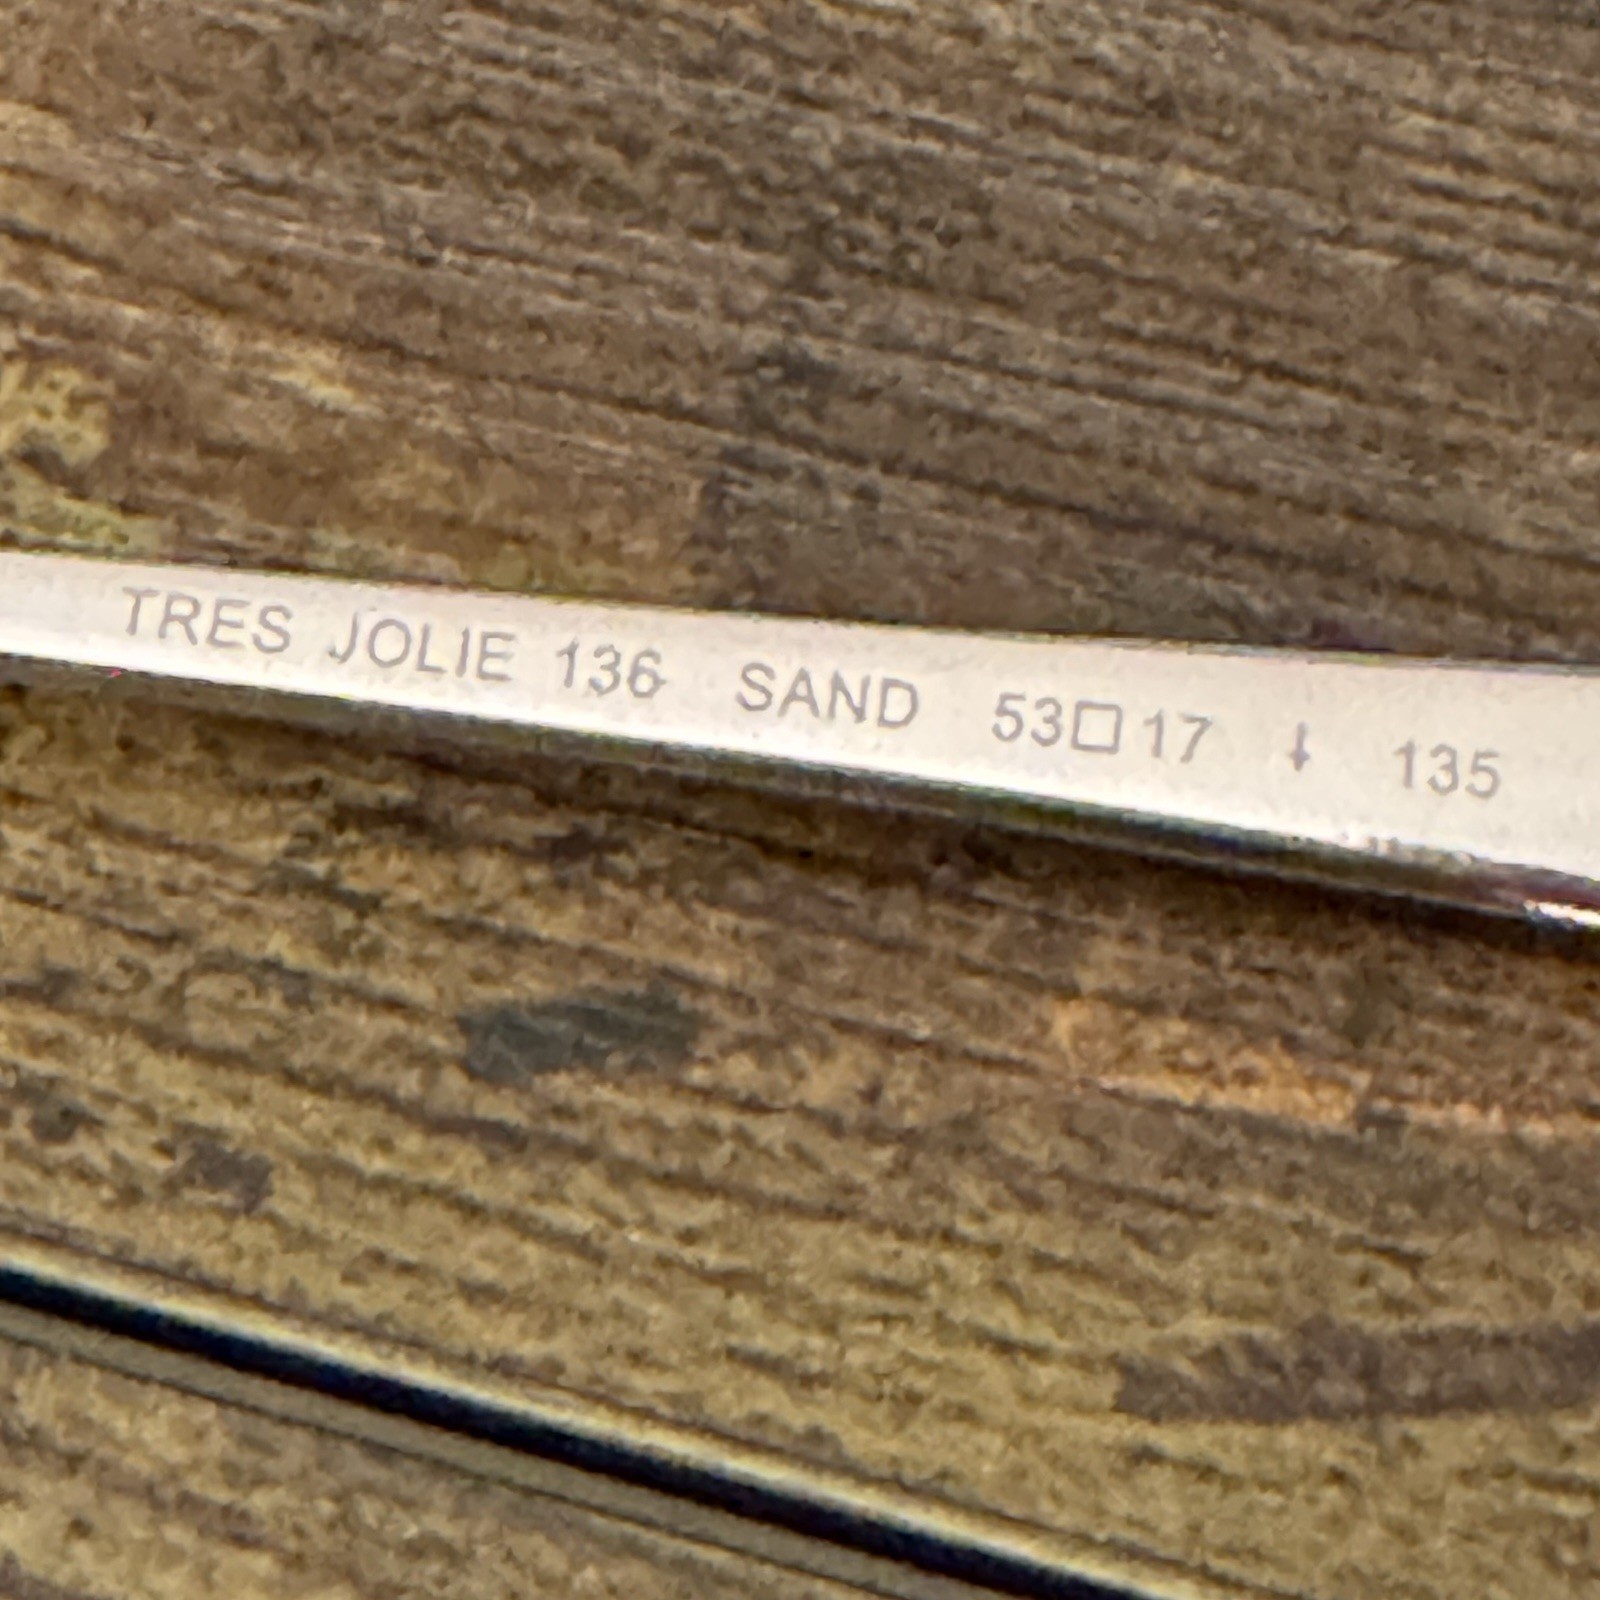 TRES JOLIE 136 SAND 53□17 ⸸ 135